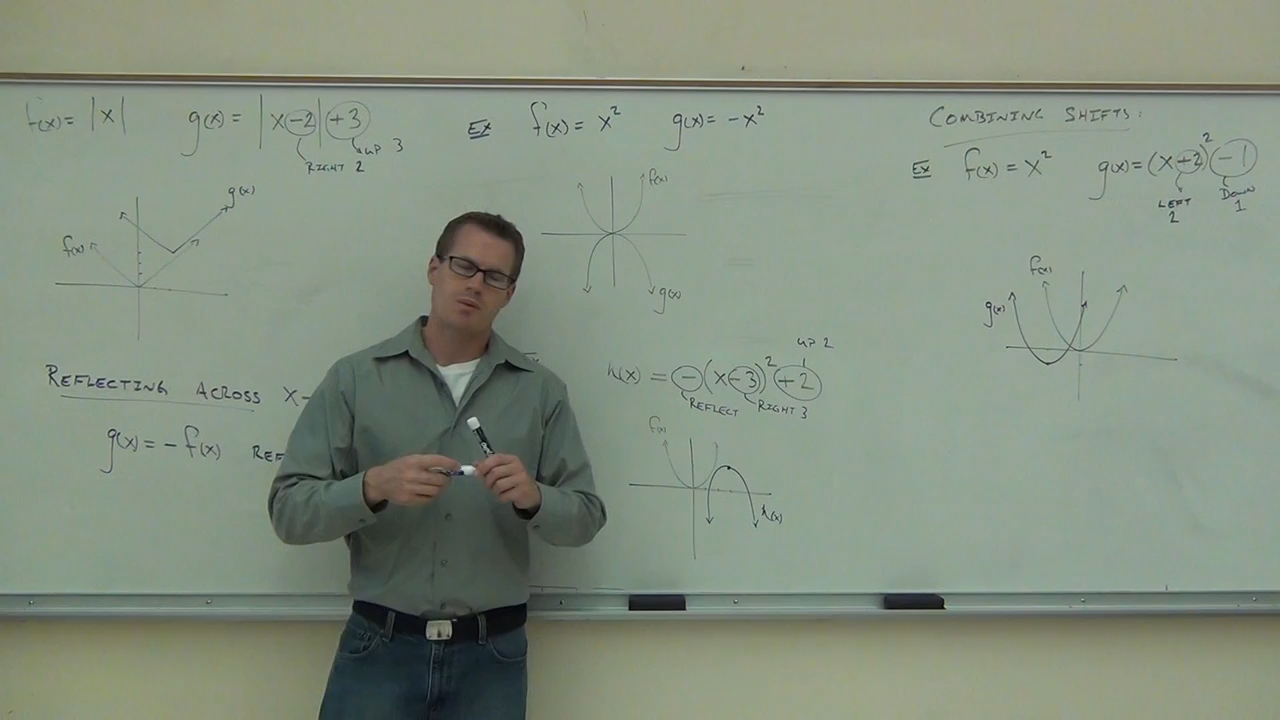 f(x) = |x| g(x) = |x-2|+3
RIGHT 2
UP 3
g(x)
f(x)
REFLECTING ACROSS X-
g(x) = -f(x) REF
Ex f(x) = x² g(x) = -x²
f(x)
g(x)
UP 2
h(x) = -(x-3)²+2
REFLECT RIGHT 3
f(x)
h(x)
COMBINING SHIFTS:
Ex f(x) = x² g(x) = (x+2)²-1
LEFT 2
DOWN 1
f(x)
g(x)